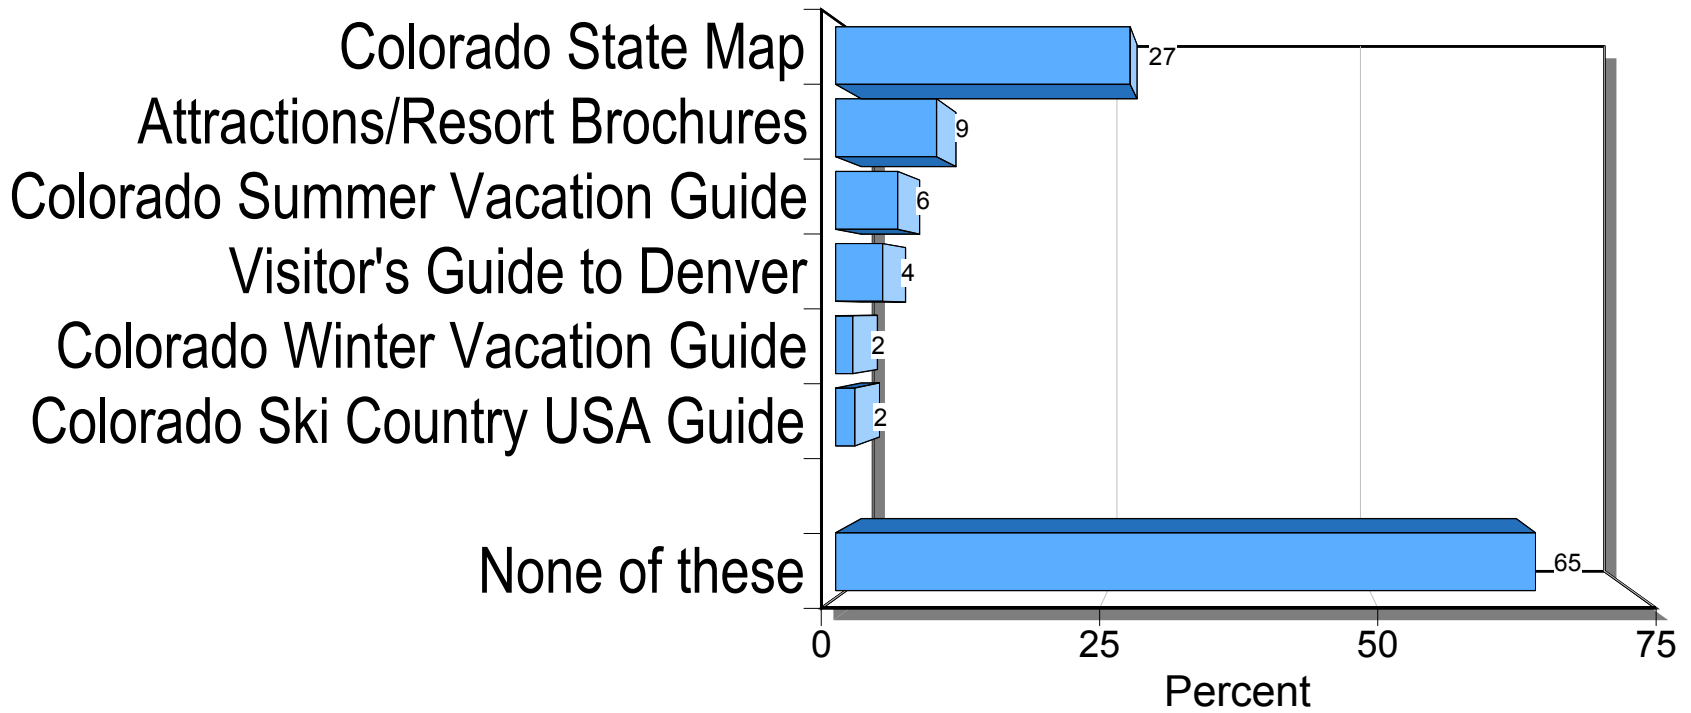 Colorado State Map 27
Attractions/Resort Brochures 9
Colorado Summer Vacation Guide 6
Visitor's Guide to Denver 4
Colorado Winter Vacation Guide 2
Colorado Ski Country USA Guide 2
None of these 65
0 25 50 75
Percent